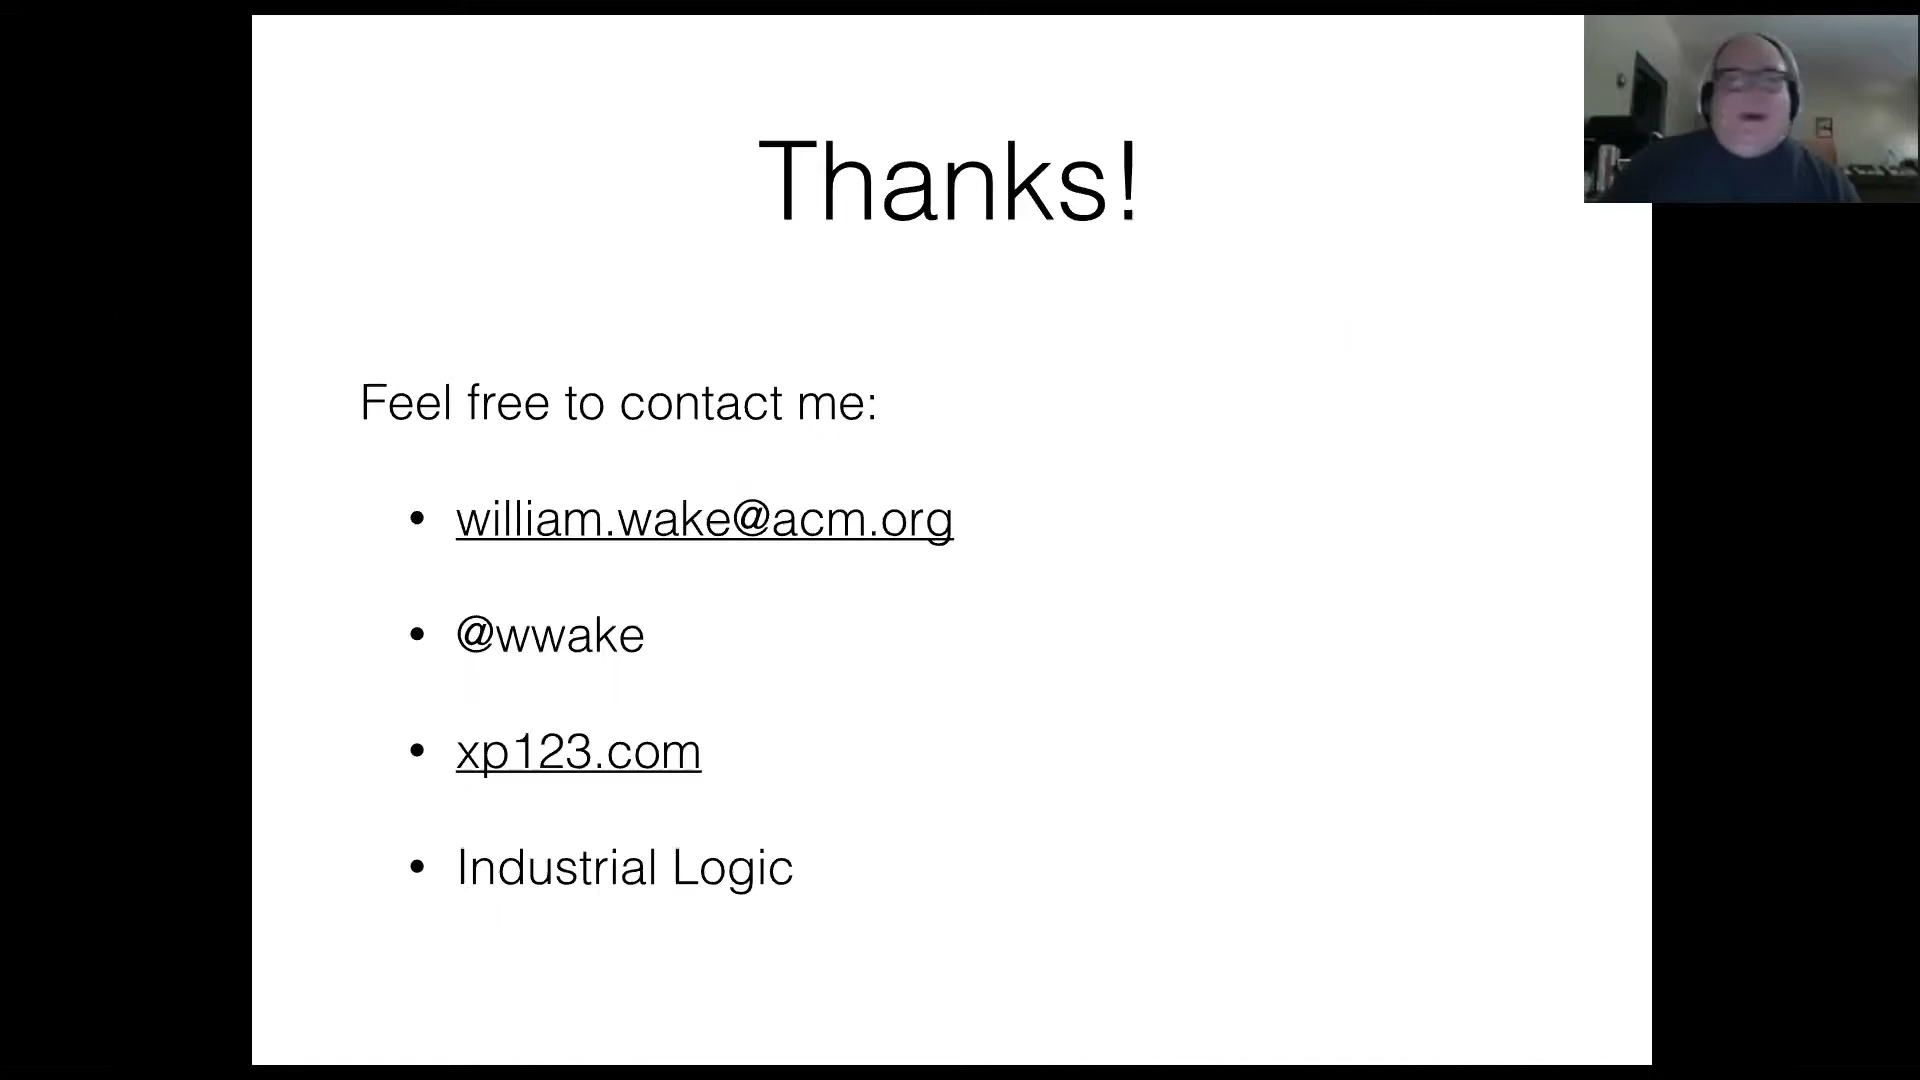 Thanks!
Feel free to contact me:
• william.wake@acm.org
• @wwake
• xp123.com
• Industrial Logic